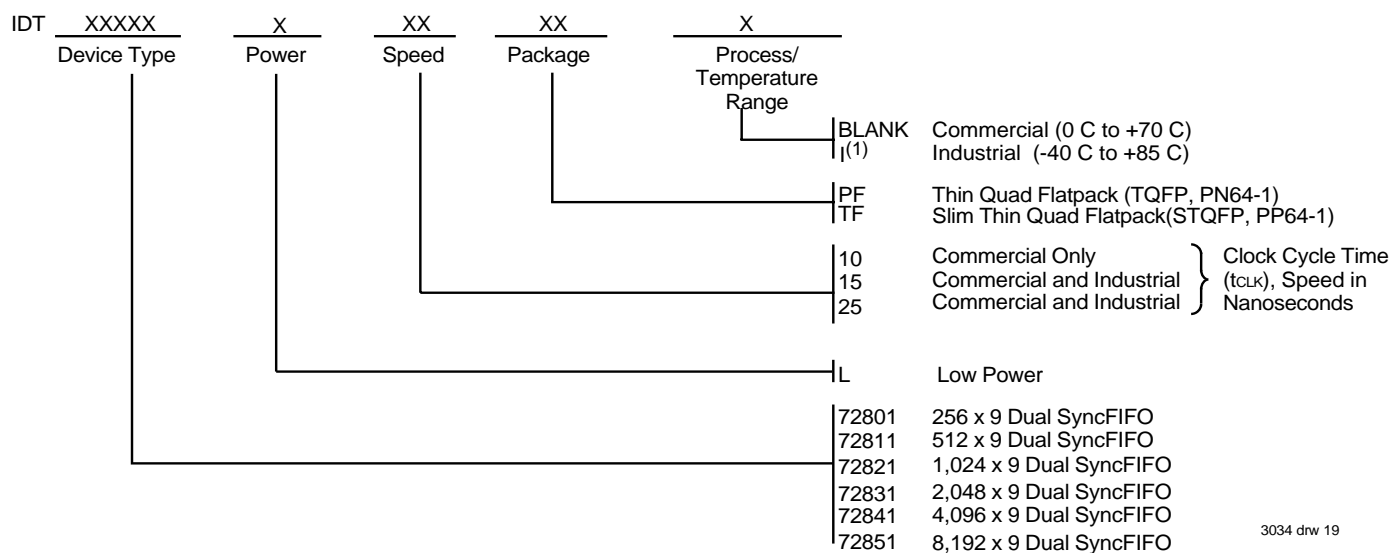 IDT XXXXX X XX XX X
Device Type Power Speed Package Process/
Temperature
Range
BLANK Commercial (0 C to +70 C)
I(1) Industrial (-40 C to +85 C)
PF Thin Quad Flatpack (TQFP, PN64-1)
TF Slim Thin Quad Flatpack(STQFP, PP64-1)
10 Commercial Only Clock Cycle Time
15 Commercial and Industrial (tCLK), Speed in
25 Commercial and Industrial Nanoseconds
L Low Power
72801 256 x 9 Dual SyncFIFO
72811 512 x 9 Dual SyncFIFO
72821 1,024 x 9 Dual SyncFIFO
72831 2,048 x 9 Dual SyncFIFO
72841 4,096 x 9 Dual SyncFIFO
72851 8,192 x 9 Dual SyncFIFO
3034 drw 19